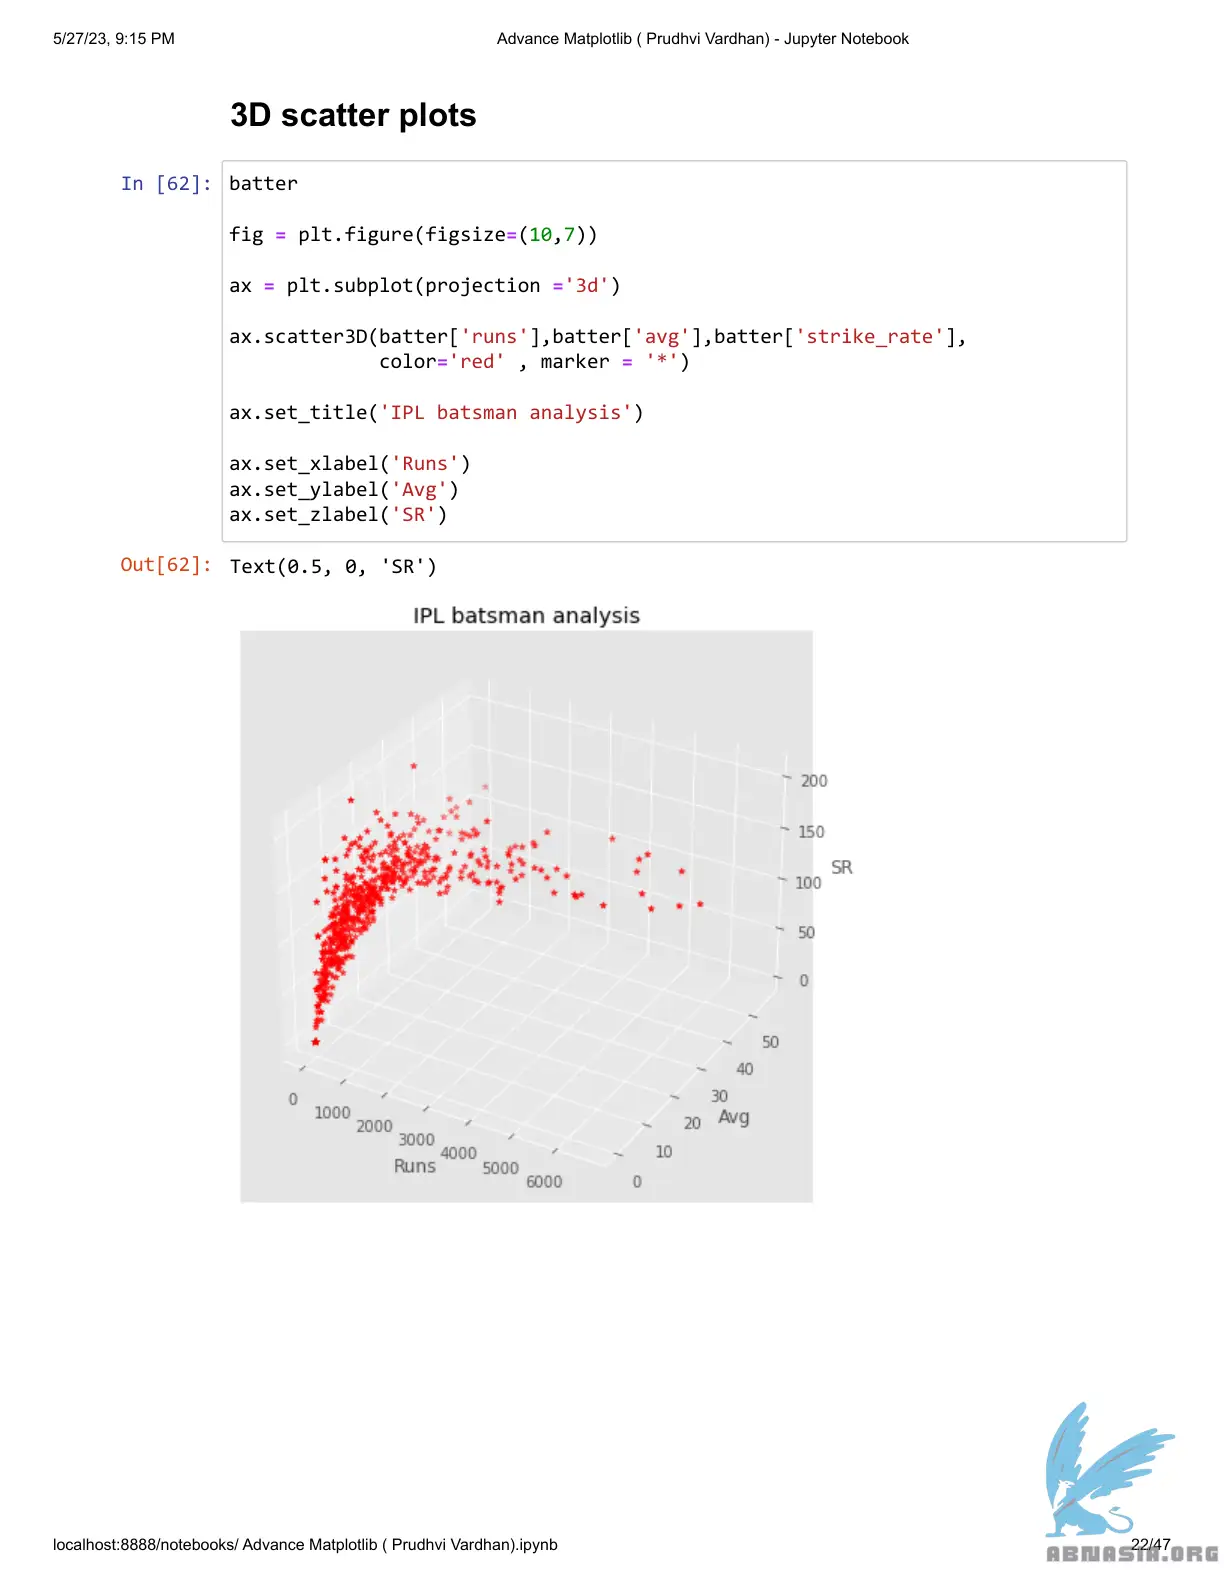 5/27/23, 9:15 PM
Advance Matplotlib ( Prudhvi Vardhan) - Jupyter Notebook
3D scatter plots
In [62]:
batter
fig = plt.figure(figsize=(10,7))
ax = plt.subplot(projection ='3d')
ax.scatter3D(batter['runs'],batter['avg'],batter['strike_rate'],
color='red' , marker = '*')
ax.set_title('IPL batsman analysis')
ax.set_xlabel('Runs')
ax.set_ylabel('Avg')
ax.set_zlabel('SR')
Out[62]:
Text(0.5, 0, 'SR')
IPL batsman analysis
200
150
SR
100
50
0
50
40
30
20
Avg
10
0
0
1000
2000
3000
4000
5000
6000
Runs
localhost:8888/notebooks/ Advance Matplotlib ( Prudhvi Vardhan).ipynb
22/47
ABNASIA.ORG